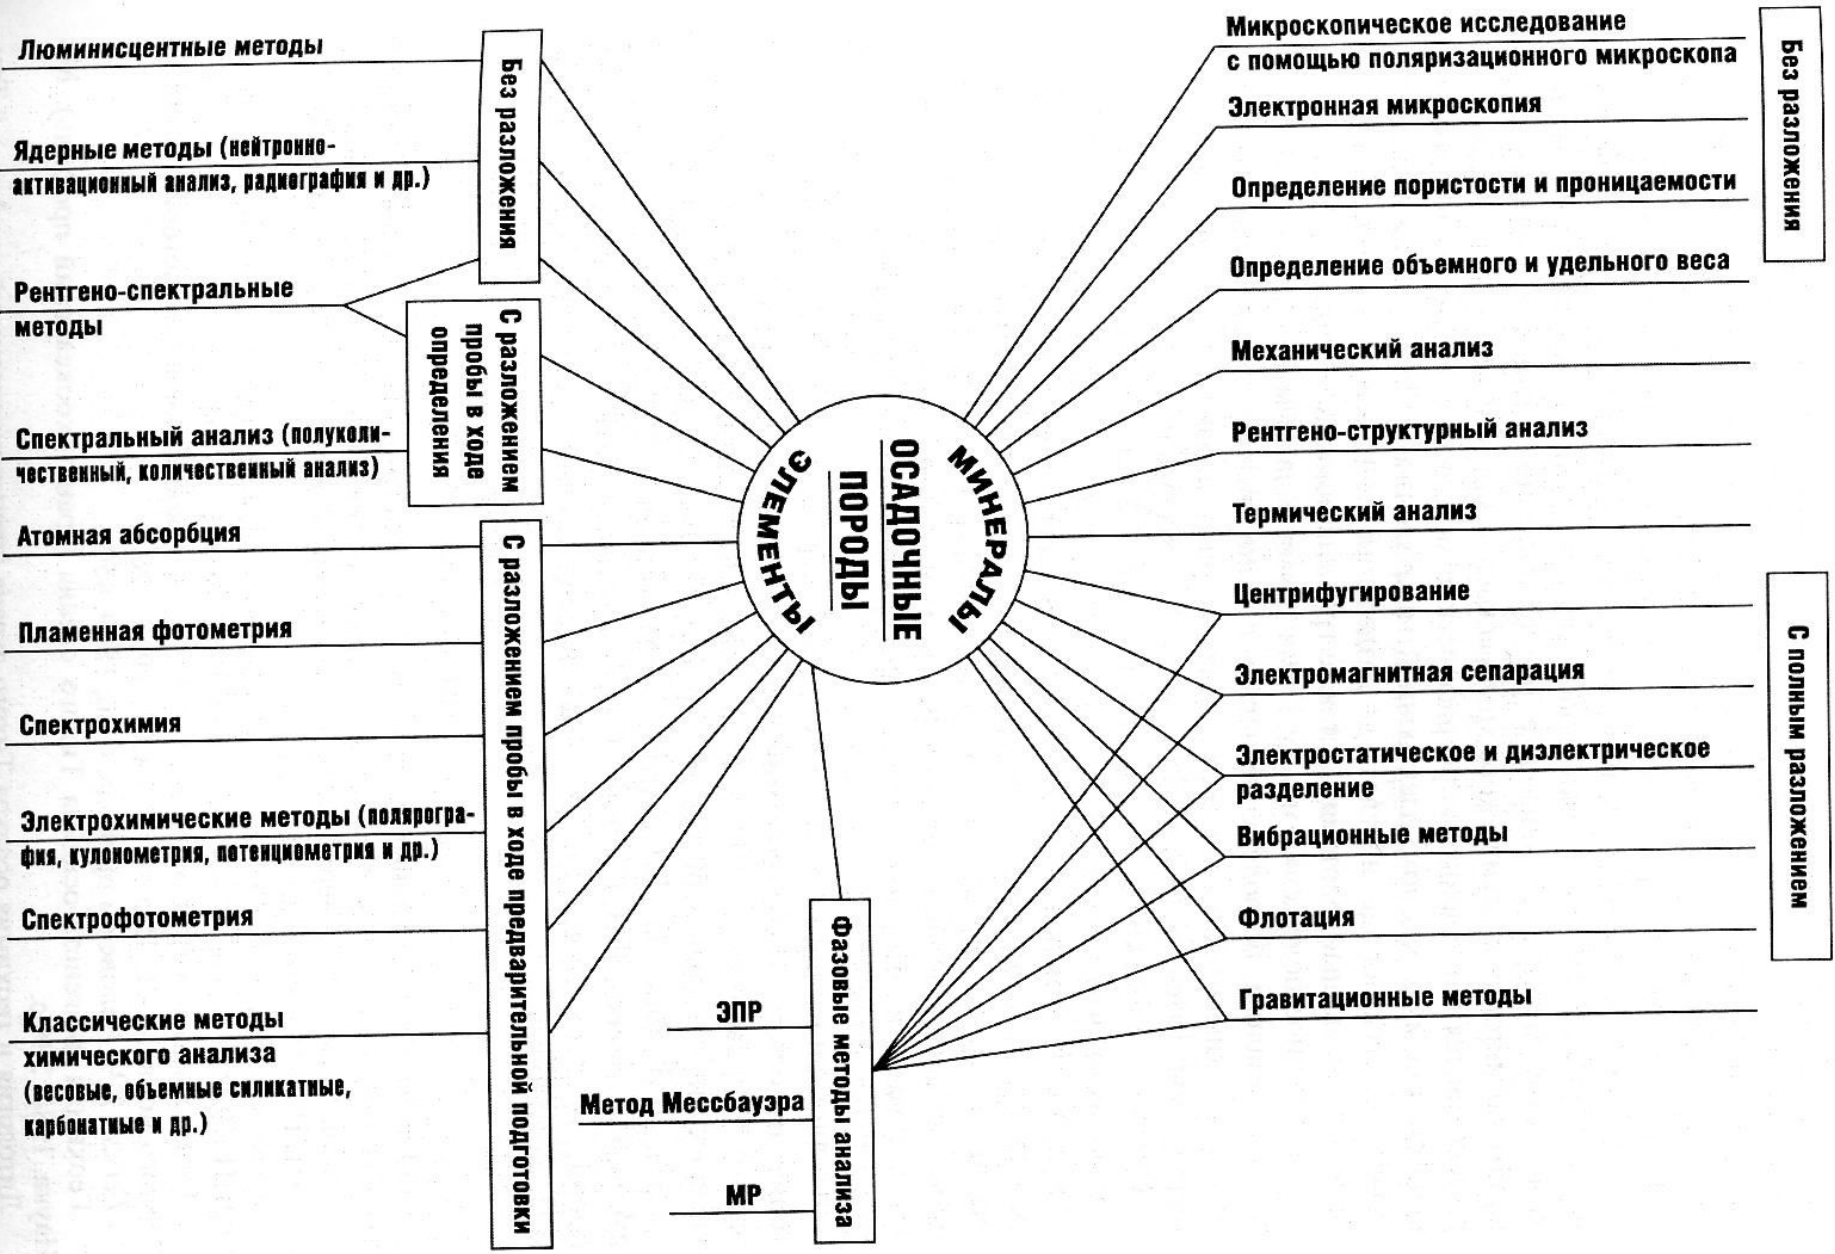 Люминисцентные методы
Ядерные методы (нейтронно-
активационный анализ, радиография и др.)
Рентгено-спектральные
методы
Спектральный анализ (полуколи-
чественный, количественный анализ)
Атомная абсорбция
Пламенная фотометрия
Спектрохимия
Электрохимические методы (полярогра-
фия, кулонометрия, потенциометрия и др.)
Спектрофотометрия
Классические методы
химического анализа
(весовые, объемные силикатные,
карбонатные и др.)
Без разложения
С разложением
пробы в ходе
определения
С разложением пробы в ходе предварительной подготовки
ЭЛЕМЕНТЫ
ОСАДОЧНЫЕ
ПОРОДЫ
МИНЕРАЛЫ
Фазовые методы анализа
ЭПР
Метод Мессбауэра
МР
Микроскопическое исследование
с помощью поляризационного микроскопа
Электронная микроскопия
Определение пористости и проницаемости
Определение объемного и удельного веса
Механический анализ
Рентгено-структурный анализ
Термический анализ
Центрифугирование
Электромагнитная сепарация
Электростатическое и диэлектрическое
разделение
Вибрационные методы
Флотация
Гравитационные методы
Без разложения
С полным разложением